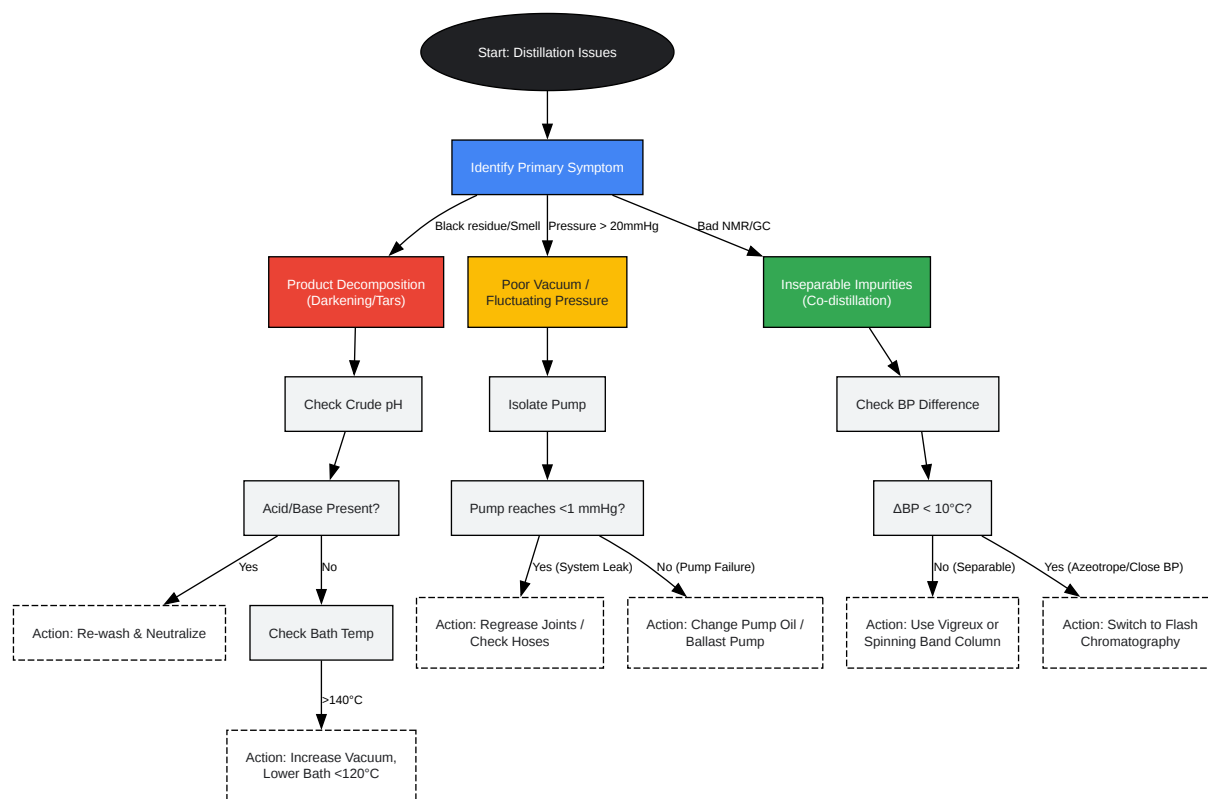 Start: Distillation Issues
Identify Primary Symptom
Black residue/Smell
Pressure > 20mmHg
Bad NMR/GC
Product Decomposition
(Darkening/Tars)
Poor Vacuum /
Fluctuating Pressure
Inseparable Impurities
(Co-distillation)
Check Crude pH
Isolate Pump
Check BP Difference
Acid/Base Present?
Pump reaches <1 mmHg?
ΔBP < 10°C?
Yes
No
Yes (System Leak)
No (Pump Failure)
No (Separable)
Yes (Azeotrope/Close BP)
Action: Re-wash & Neutralize
Check Bath Temp
Action: Regrease Joints /
Check Hoses
Action: Change Pump Oil /
Ballast Pump
Action: Use Vigreux or
Spinning Band Column
Action: Switch to Flash
Chromatography
>140°C
Action: Increase Vacuum,
Lower Bath <120°C